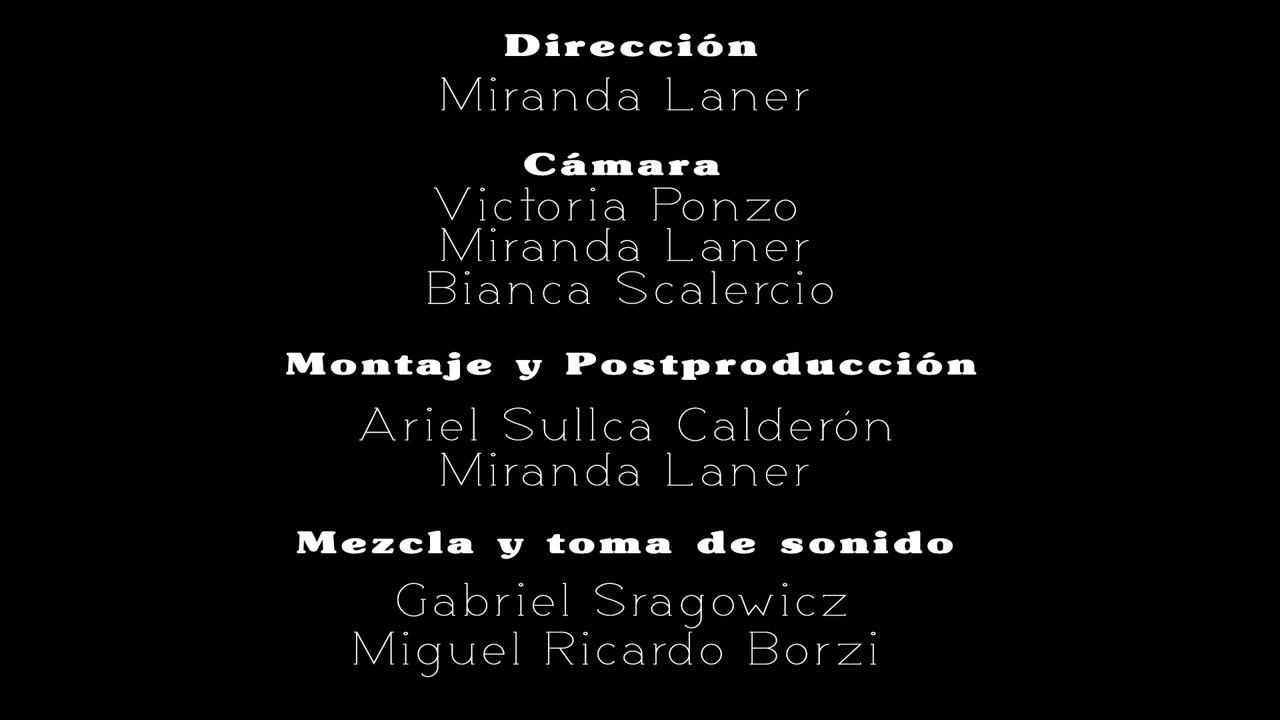 Dirección
Miranda Laner
Cámara
Victoria Ponzo
Miranda Laner
Bianca Scalercio
Montaje y Postproducción
Ariel Sullca Calderón
Miranda Laner
Mezcla y toma de sonido
Gabriel Sragowicz
Miguel Ricardo Borzi